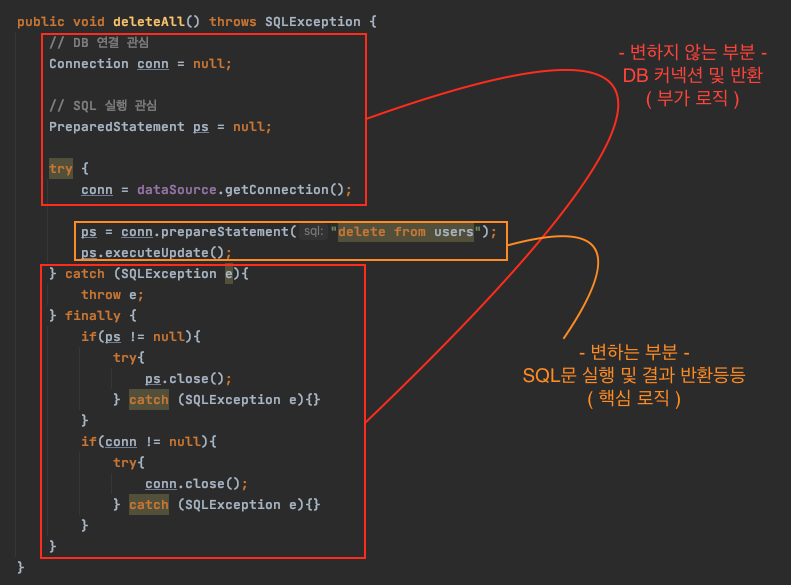 public void deleteAll() throws SQLException {
// DB 연결 관심
Connection conn = null;
// SQL 실행 관심
PreparedStatement ps = null;
try {
conn = dataSource.getConnection();
ps = conn.prepareStatement( sql: "delete from users");
ps.executeUpdate();
} catch (SQLException e){
throw e;
} finally {
if(ps != null){
try{
ps.close();
} catch (SQLException e){}
}
if(conn != null){
try{
conn.close();
} catch (SQLException e){}
}
}
}
- 변하지 않는 부분 -
DB 커넥션 및 반환
( 부가 로직 )
- 변하는 부분 -
SQL문 실행 및 결과 반환등등
( 핵심 로직 )